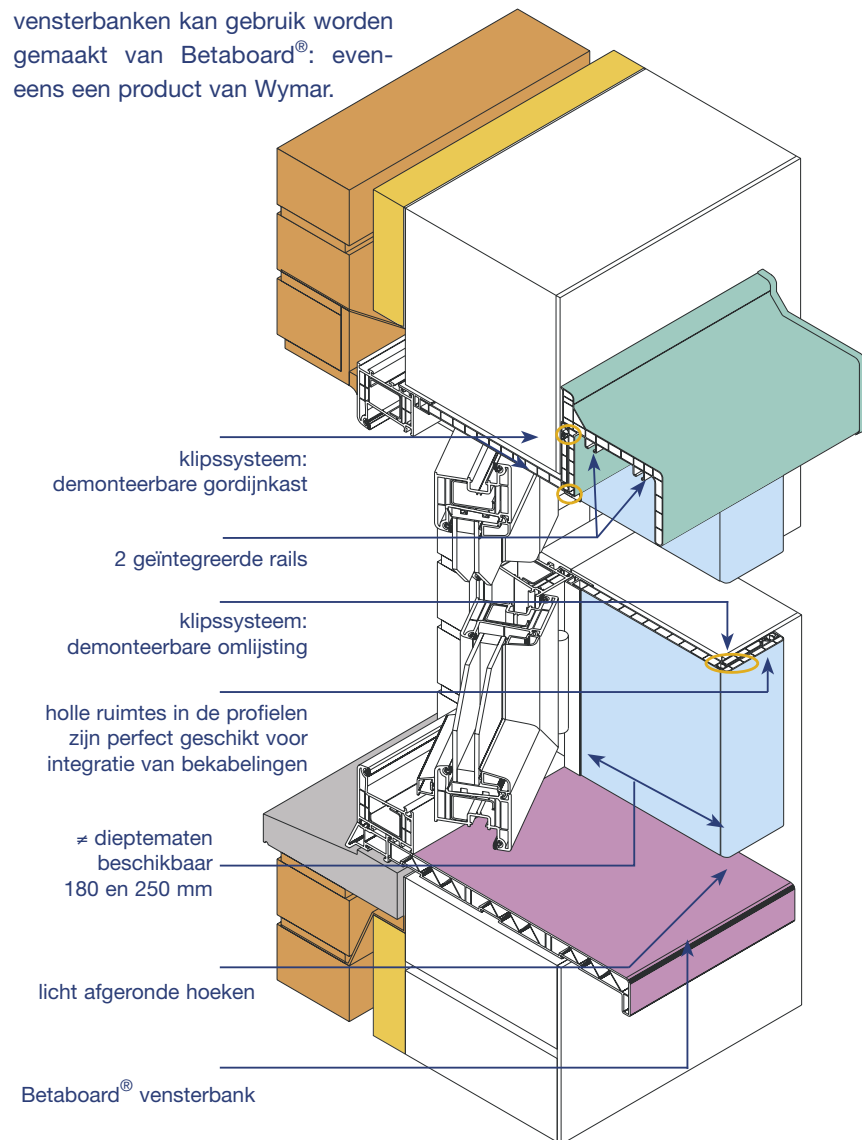 vensterbanken kan gebruik worden
gemaakt van Betaboard®: even-
eens een product van Wymar.
klipssysteem:
demonteerbare gordijnkast
2 geïntegreerde rails
klipssysteem:
demonteerbare omlijsting
holle ruimtes in de profielen
zijn perfect geschikt voor
integratie van bekabelingen
≠ dieptematen
beschikbaar
180 en 250 mm
licht afgeronde hoeken
Betaboard® vensterbank